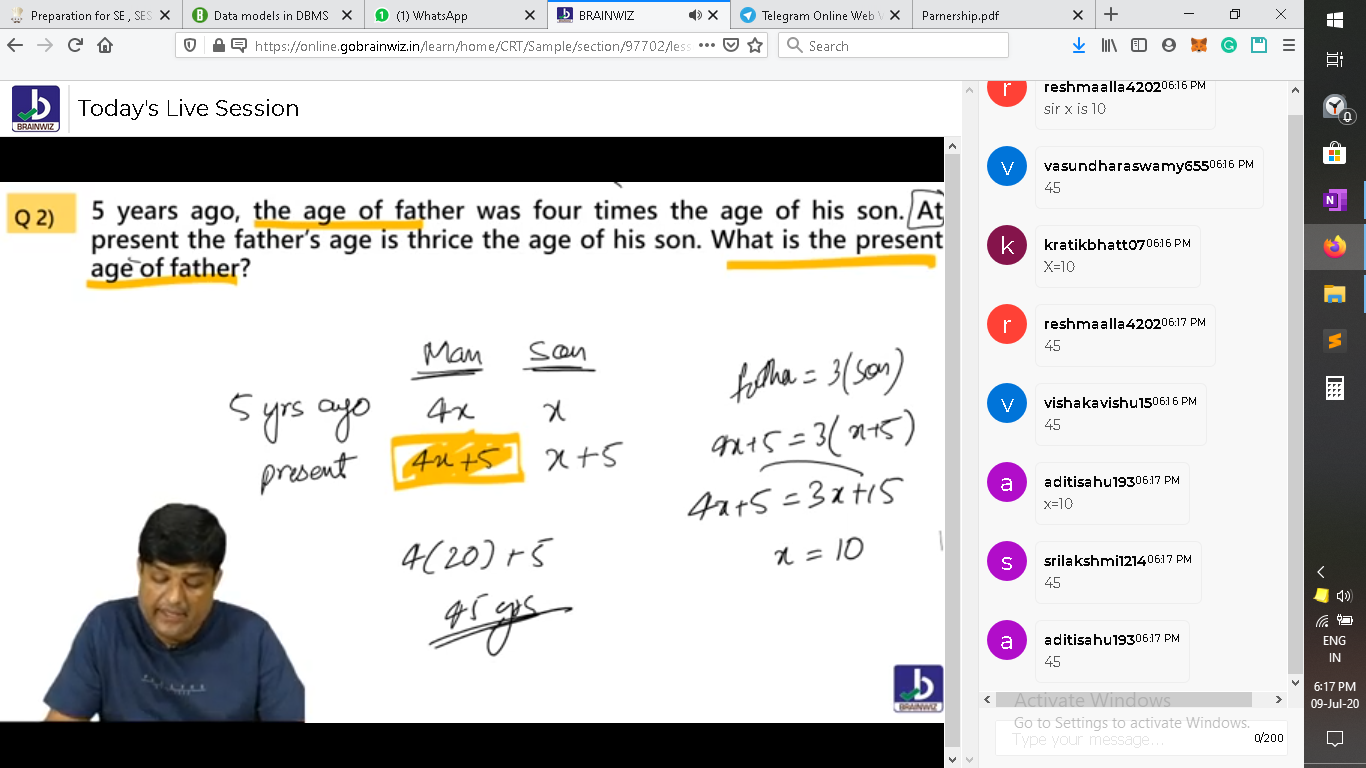 Preparation for SE , SES
Data models in DBMS
(1) WhatsApp
BRAINWIZ
Telegram Online Web
Parnership.pdf
https://online.gobrainwiz.in/learn/home/CRT/Sample/section/97702/les
Search
BRAINWIZ
Today's Live Session
Q 2)
5 years ago, the age of father was four times the age of his son. At
present the father's age is thrice the age of his son. What is the present
age of father?
Man Son
5 yrs ago 4x x
present 4x+5 x+5
4(20)+5
45 yrs
father = 3(son)
4x+5 = 3(x+5)
4x+5 = 3x+15
x = 10
BRAINWIZ
r
reshmaalla4202 06:16 PM
sir x is 10
v
vasundharaswamy655 06:16 PM
45
k
kratikbhatt07 06:16 PM
X=10
r
reshmaalla4202 06:17 PM
45
v
vishakavishu15 06:16 PM
45
a
aditisahu193 06:17 PM
x=10
s
srilakshmi1214 06:17 PM
45
a
aditisahu193 06:17 PM
45
Activate Windows
Go to Settings to activate Windows.
Type your message...
0/200
ENG
IN
6:17 PM
09-Jul-20